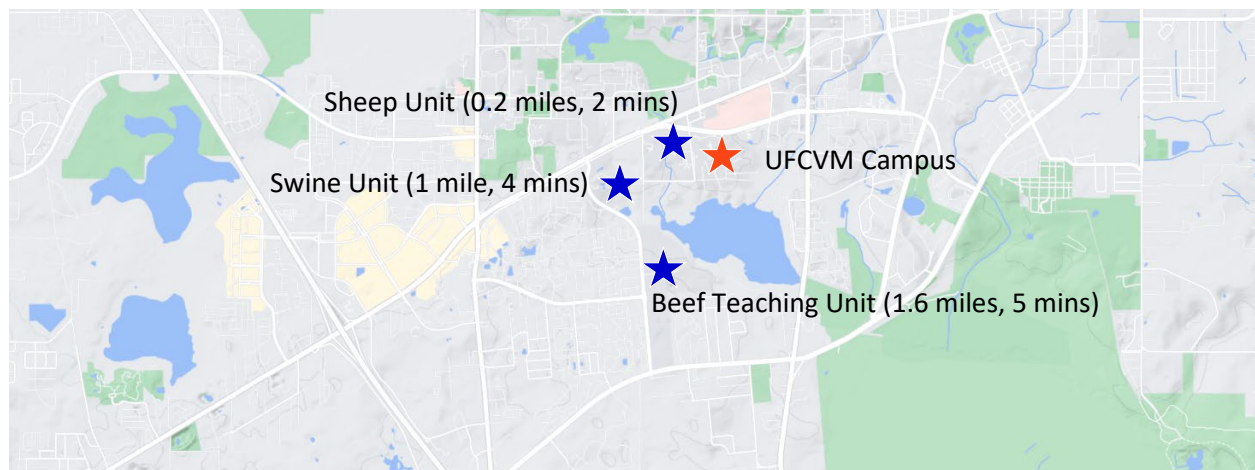 Sheep Unit (0.2 miles, 2 mins)
UFCVM Campus
Swine Unit (1 mile, 4 mins)
Beef Teaching Unit (1.6 miles, 5 mins)